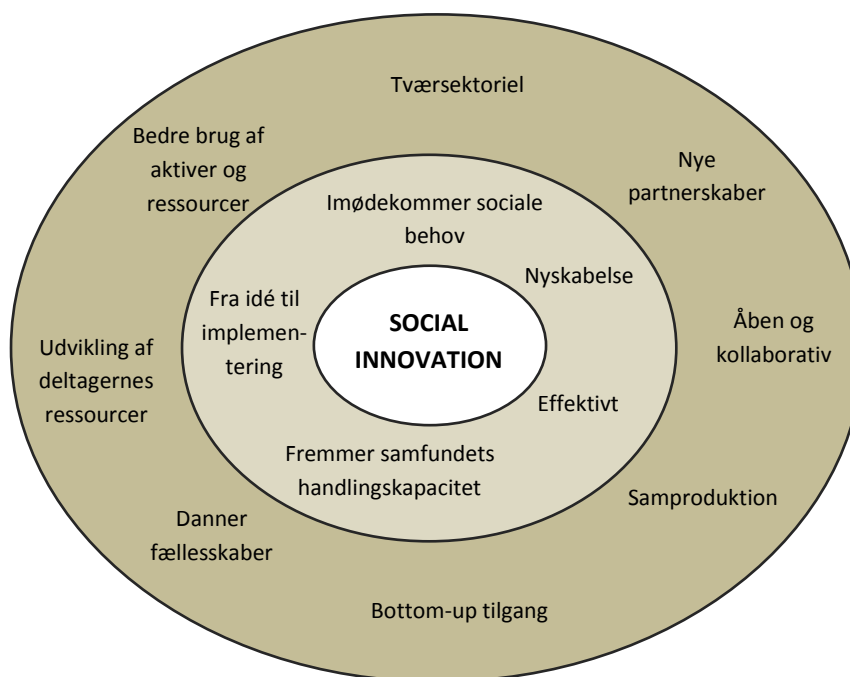 Tværsektoriel
Bedre brug af
aktiver og
ressourcer
Nye
partnerskaber
Imødekommer sociale
behov
Nyskabelse
Fra idé til
implemen-
tering
SOCIAL
INNOVATION
Åben og
kollaborativ
Udvikling af
deltagernes
ressourcer
Effektivt
Fremmer samfundets
handlingskapacitet
Samproduktion
Danner
fællesskaber
Bottom-up tilgang